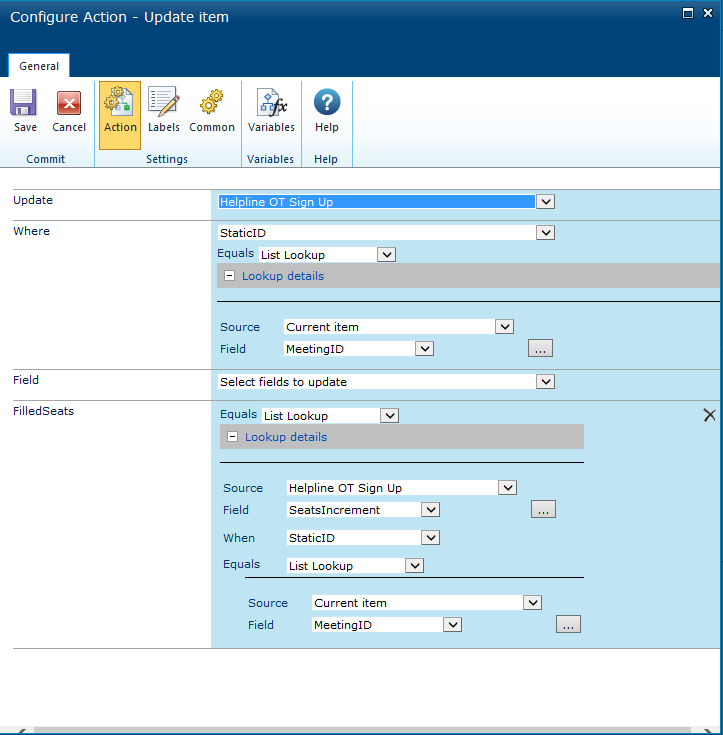 Configure Action - Update item
General
Save Cancel Action Labels Common Variables Help
Commit Settings Variables Help
Update Helpline OT Sign Up
Where StaticID
Equals List Lookup
Lookup details
Source Current item
Field MeetingID ...
Field Select fields to update
FilledSeats Equals List Lookup
Lookup details
Source Helpline OT Sign Up
Field SeatsIncrement ...
When StaticID
Equals List Lookup
Source Current item
Field MeetingID ...